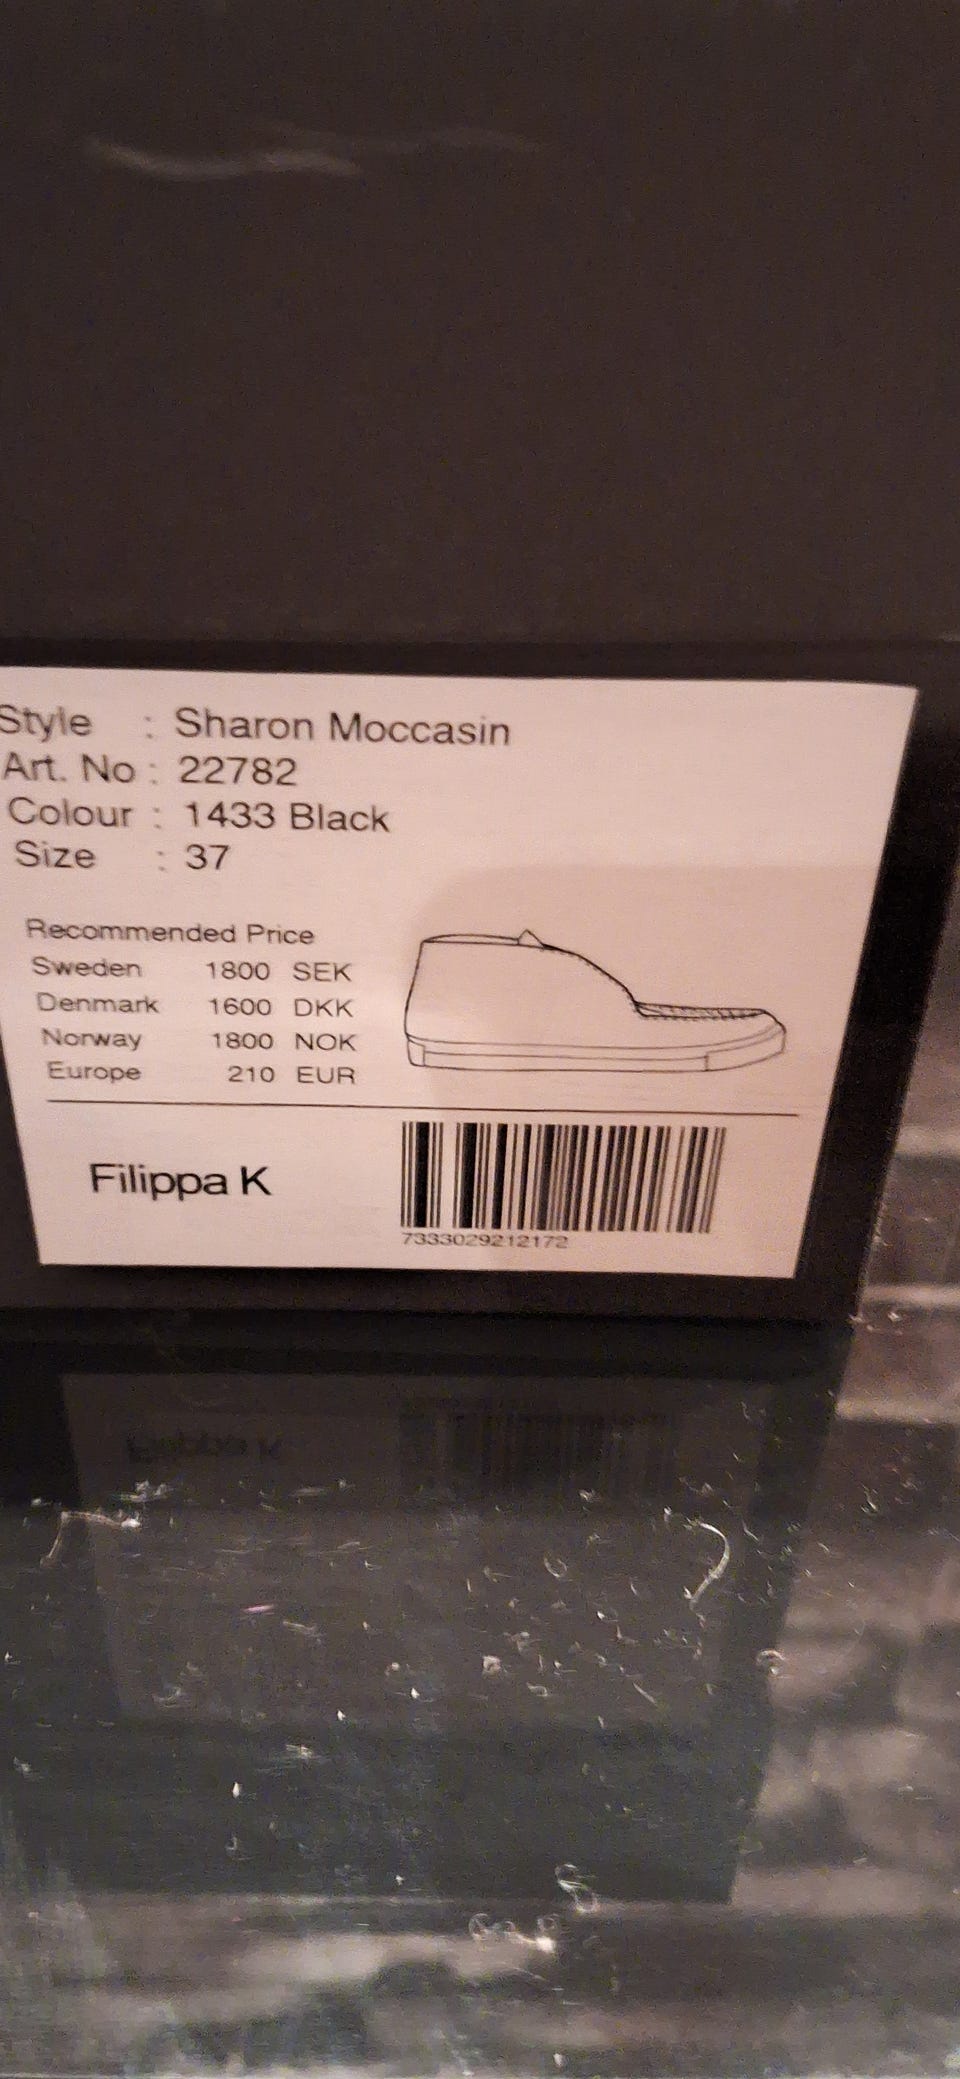 Style : Sharon Moccasin
Art. No : 22782
Colour : 1433 Black
Size : 37
Recommended Price
Sweden 1800 SEK
Denmark 1600 DKK
Norway 1800 NOK
Europe 210 EUR
Filippa K
7333029212172